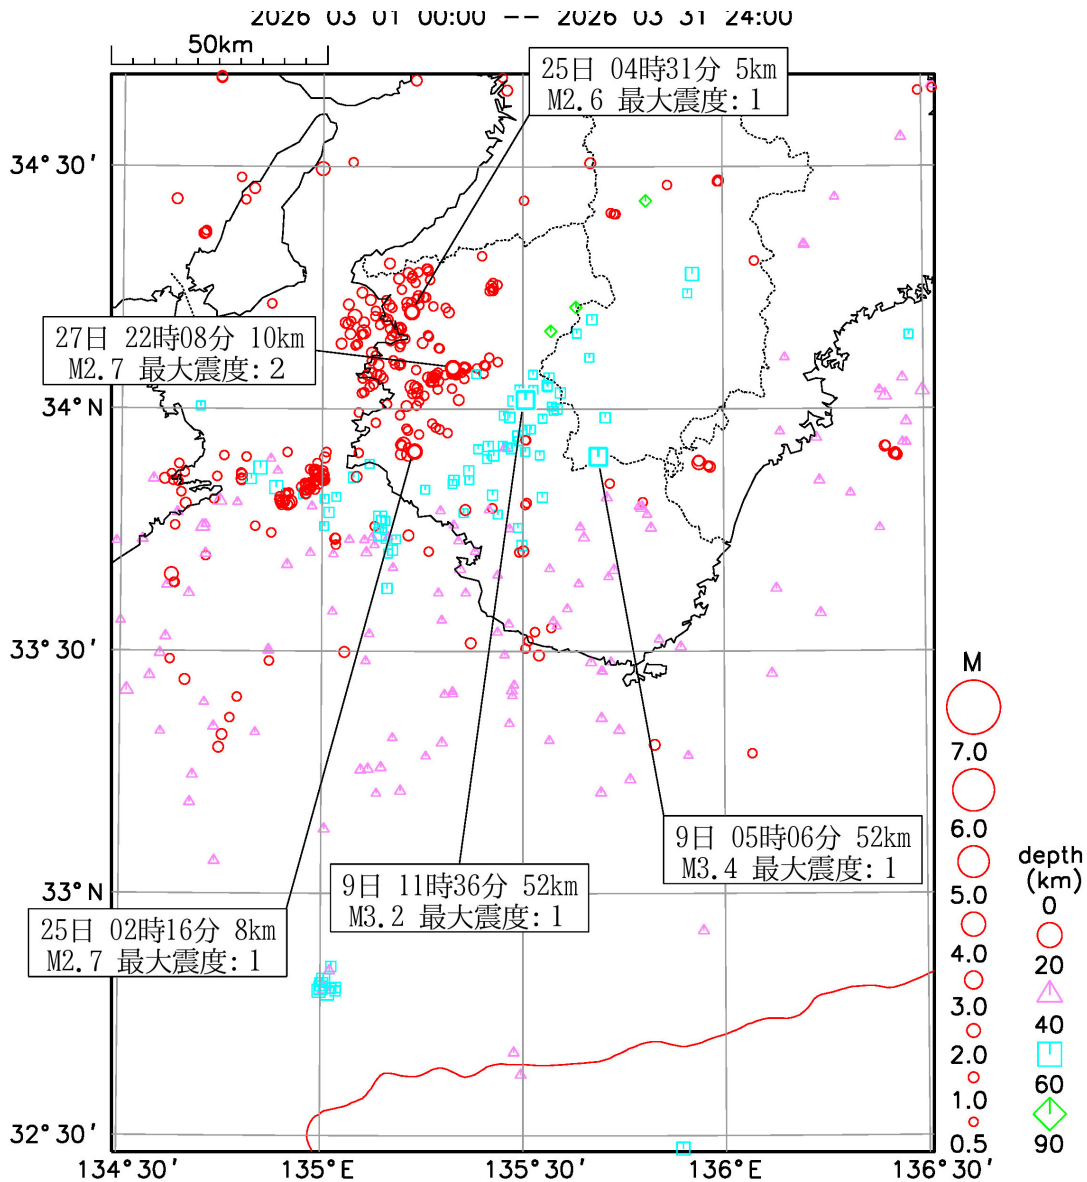 2026 03 01 00:00 -- 2026 03 31 24:00
50km
25日 04時31分 5km
M2.6 最大震度:1
34°30'
27日 22時08分 10km
M2.7 最大震度:2
34°N
33°30'
M
7.0
9日 05時06分 52km
M3.4 最大震度:1
6.0
depth
(km)
9日 11時36分 52km
M3.2 最大震度:1
33°N
5.0
0
25日 02時16分 8km
M2.7 最大震度:1
4.0
20
3.0
40
2.0
60
1.0
32°30'
0.5
90
134°30'
135°E
135°30'
136°E
136°30'